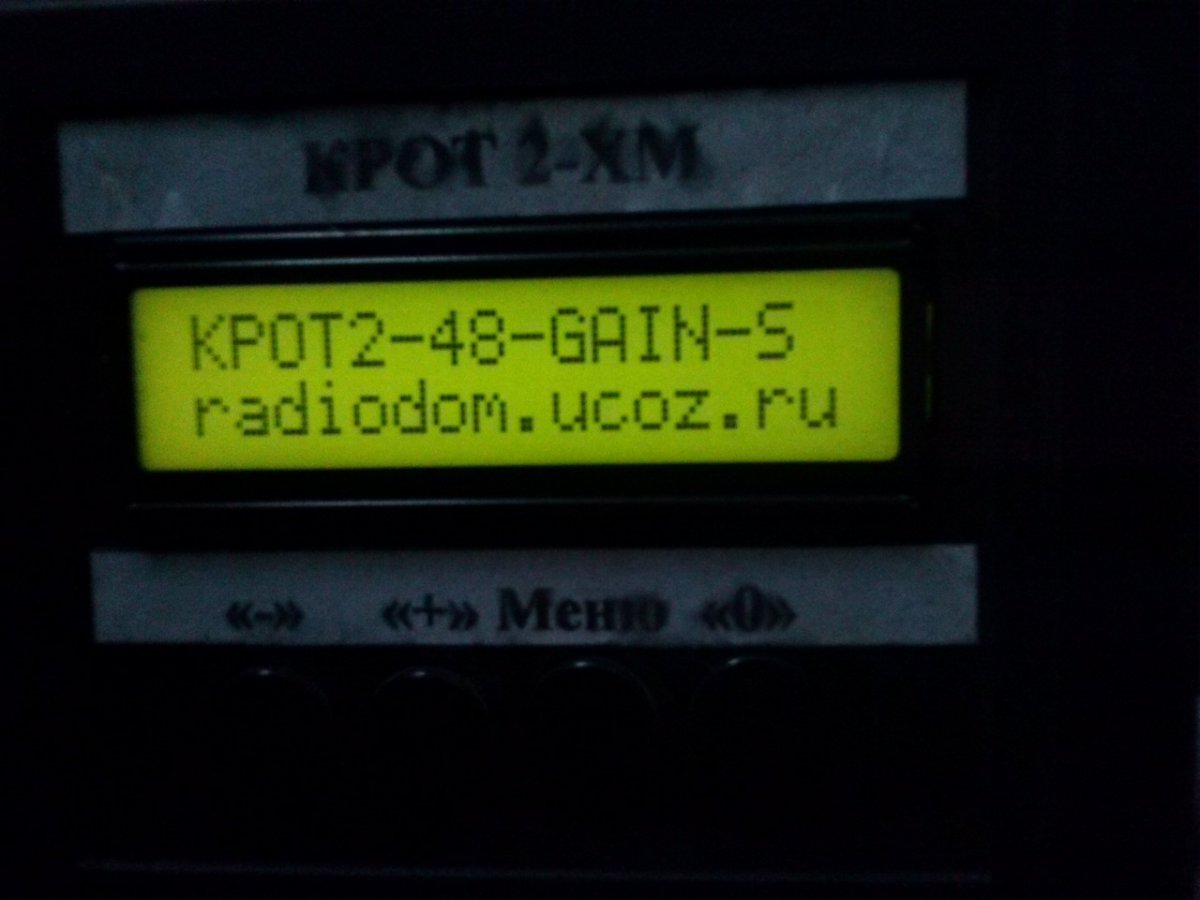 КРОТ 2-ХМ
KPOT2-48-GAIN-S
radiodom.ucoz.ru
«-» «+» Меню «0»